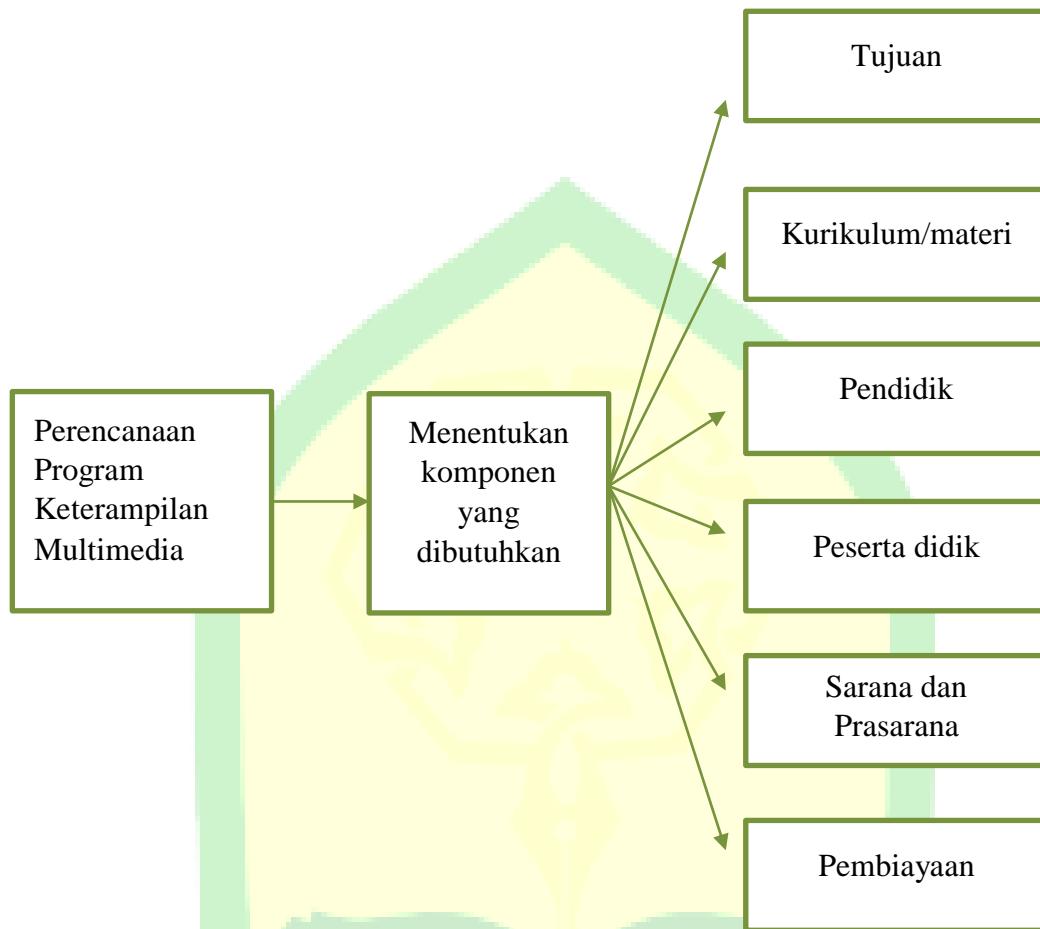 Perencanaan
Program
Keterampilan
Multimedia
Menentukan
komponen
yang
dibutuhkan
Tujuan
Kurikulum/materi
Pendidik
Peserta didik
Sarana dan
Prasarana
Pembiayaan